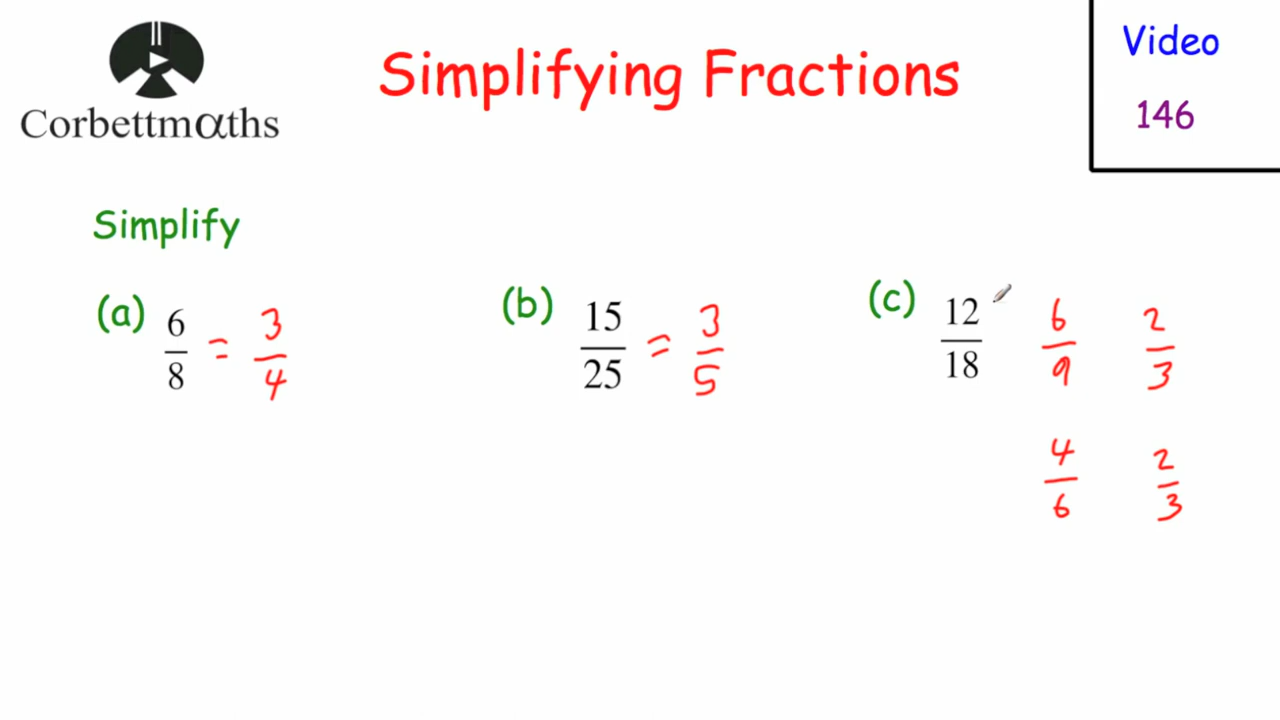 Corbettmαths
Simplifying Fractions
Video
146
Simplify
(a) 6/8 = 3/4
(b) 15/25 = 3/5
(c) 12/18 6/9 2/3
4/6 2/3